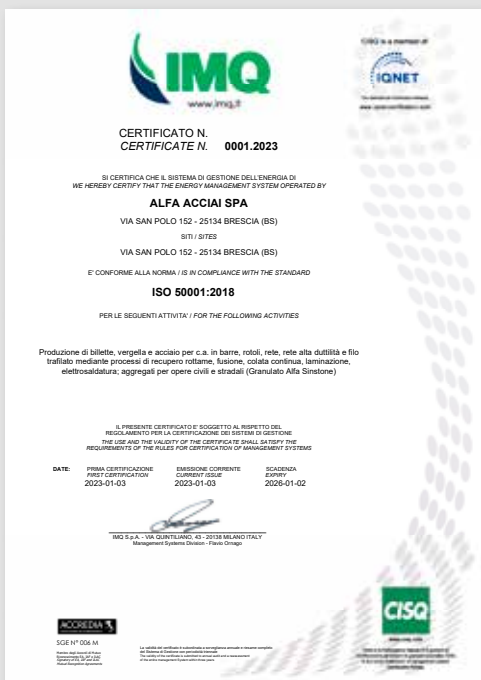 CISQ is a member of
IQNET
IMQ
www.imq.it
CERTIFICATO N.
CERTIFICATE N. 0001.2023
SI CERTIFICA CHE IL SISTEMA DI GESTIONE DELL'ENERGIA DI
WE HEREBY CERTIFY THAT THE ENERGY MANAGEMENT SYSTEM OPERATED BY
ALFA ACCIAI SPA
VIA SAN POLO 152 - 25134 BRESCIA (BS)
SITI / SITES
VIA SAN POLO 152 - 25134 BRESCIA (BS)
E' CONFORME ALLA NORMA / IS IN COMPLIANCE WITH THE STANDARD
ISO 50001:2018
PER LE SEGUENTI ATTIVITA' / FOR THE FOLLOWING ACTIVITIES
Produzione di billette, vergella e acciaio per c.a. in barre, rotoli, rete, rete alta duttilità e filo
trafilato mediante processi di recupero rottame, fusione, colata continua, laminazione,
elettrosaldatura; aggregati per opere civili e stradali (Granulato Alfa Sinstone)
IL PRESENTE CERTIFICATO E' SOGGETTO AL RISPETTO DEL
REGOLAMENTO PER LA CERTIFICAZIONE DEI SISTEMI DI GESTIONE
THE USE AND THE VALIDITY OF THE CERTIFICATE SHALL SATISFY THE
REQUIREMENTS OF THE RULES FOR CERTIFICATION OF MANAGEMENT SYSTEMS
DATE: PRIMA CERTIFICAZIONE EMISSIONE CORRENTE SCADENZA
FIRST CERTIFICATION CURRENT ISSUE EXPIRY
2023-01-03 2023-01-03 2026-01-02
IMQ S.p.A. - VIA QUINTILIANO, 43 - 20138 MILANO ITALY
Management Systems Division - Flavio Ornago
ACCREDIA
SGE N° 006 M
CISQ
www.cisq.com